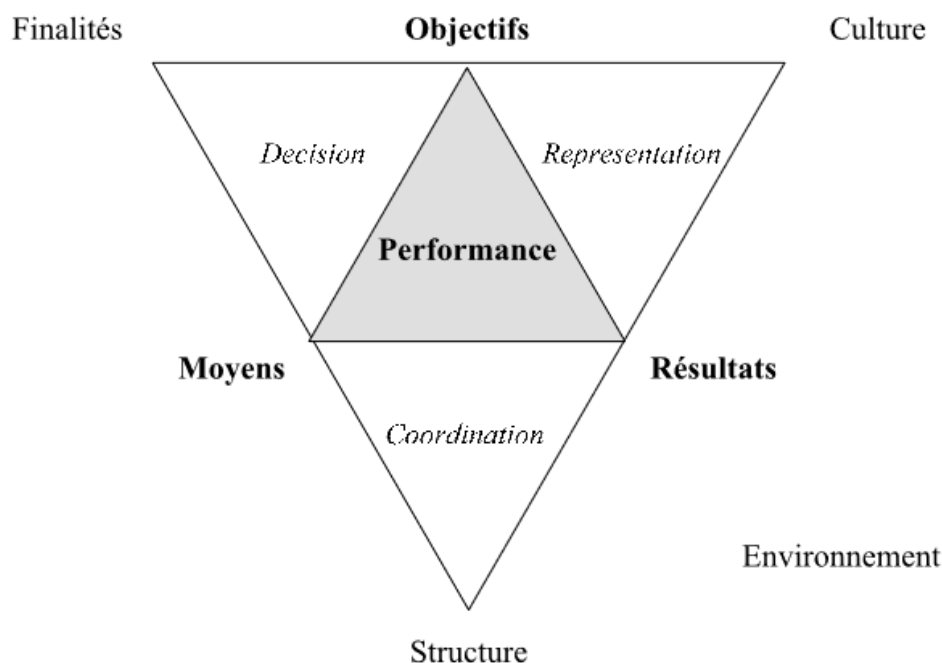 Finalités
Objectifs
Culture
Decision
Representation
Performance
Moyens
Résultats
Coordination
Environnement
Structure